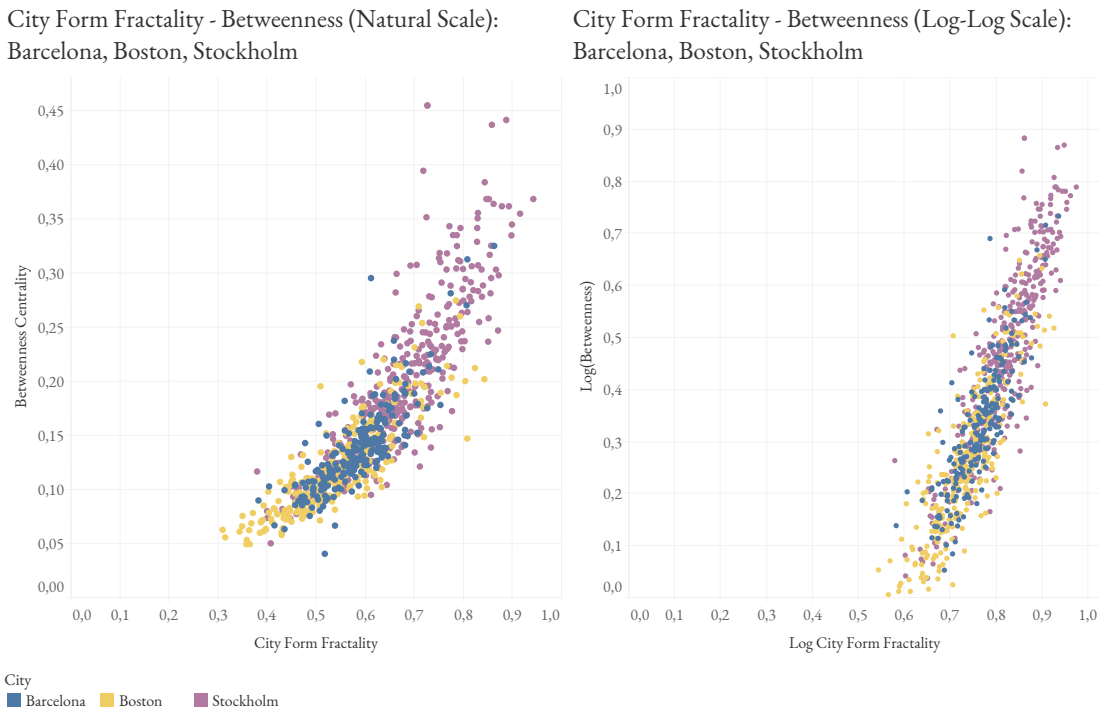 City Form Fractality - Betweenness (Natural Scale):
Barcelona, Boston, Stockholm
0,45
0,40
0,35
0,30
0,25
0,20
0,15
0,10
0,05
0,00
Betweenness Centrality
0,0 0,1 0,2 0,3 0,4 0,5 0,6 0,7 0,8 0,9 1,0
City Form Fractality
City Form Fractality - Betweenness (Log-Log Scale):
Barcelona, Boston, Stockholm
1,0
0,9
0,8
0,7
0,6
0,5
0,4
0,3
0,2
0,1
0,0
Log(Betweenness)
0,0 0,1 0,2 0,3 0,4 0,5 0,6 0,7 0,8 0,9 1,0
Log City Form Fractality
City
Barcelona Boston Stockholm